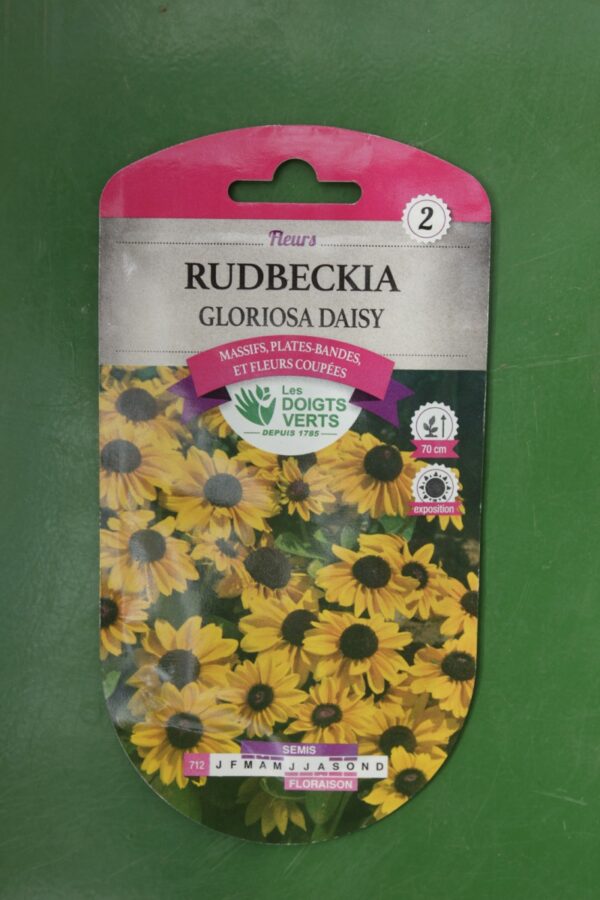 2
Fleurs
RUDBECKIA
GLORIOSA DAISY
MASSIFS, PLATES-BANDES,
ET FLEURS COUPÉES
Les
DOIGTS
VERTS
DEPUIS 1785
70 cm
exposition
SEMIS
712 J F M A M J J A S O N D
FLORAISON